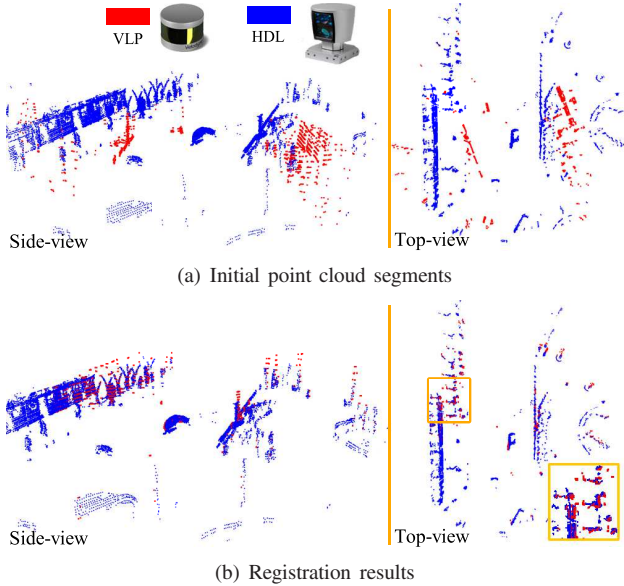 VLP
HDL
Side-view
Top-view
(a) Initial point cloud segments
Side-view
Top-view
(b) Registration results